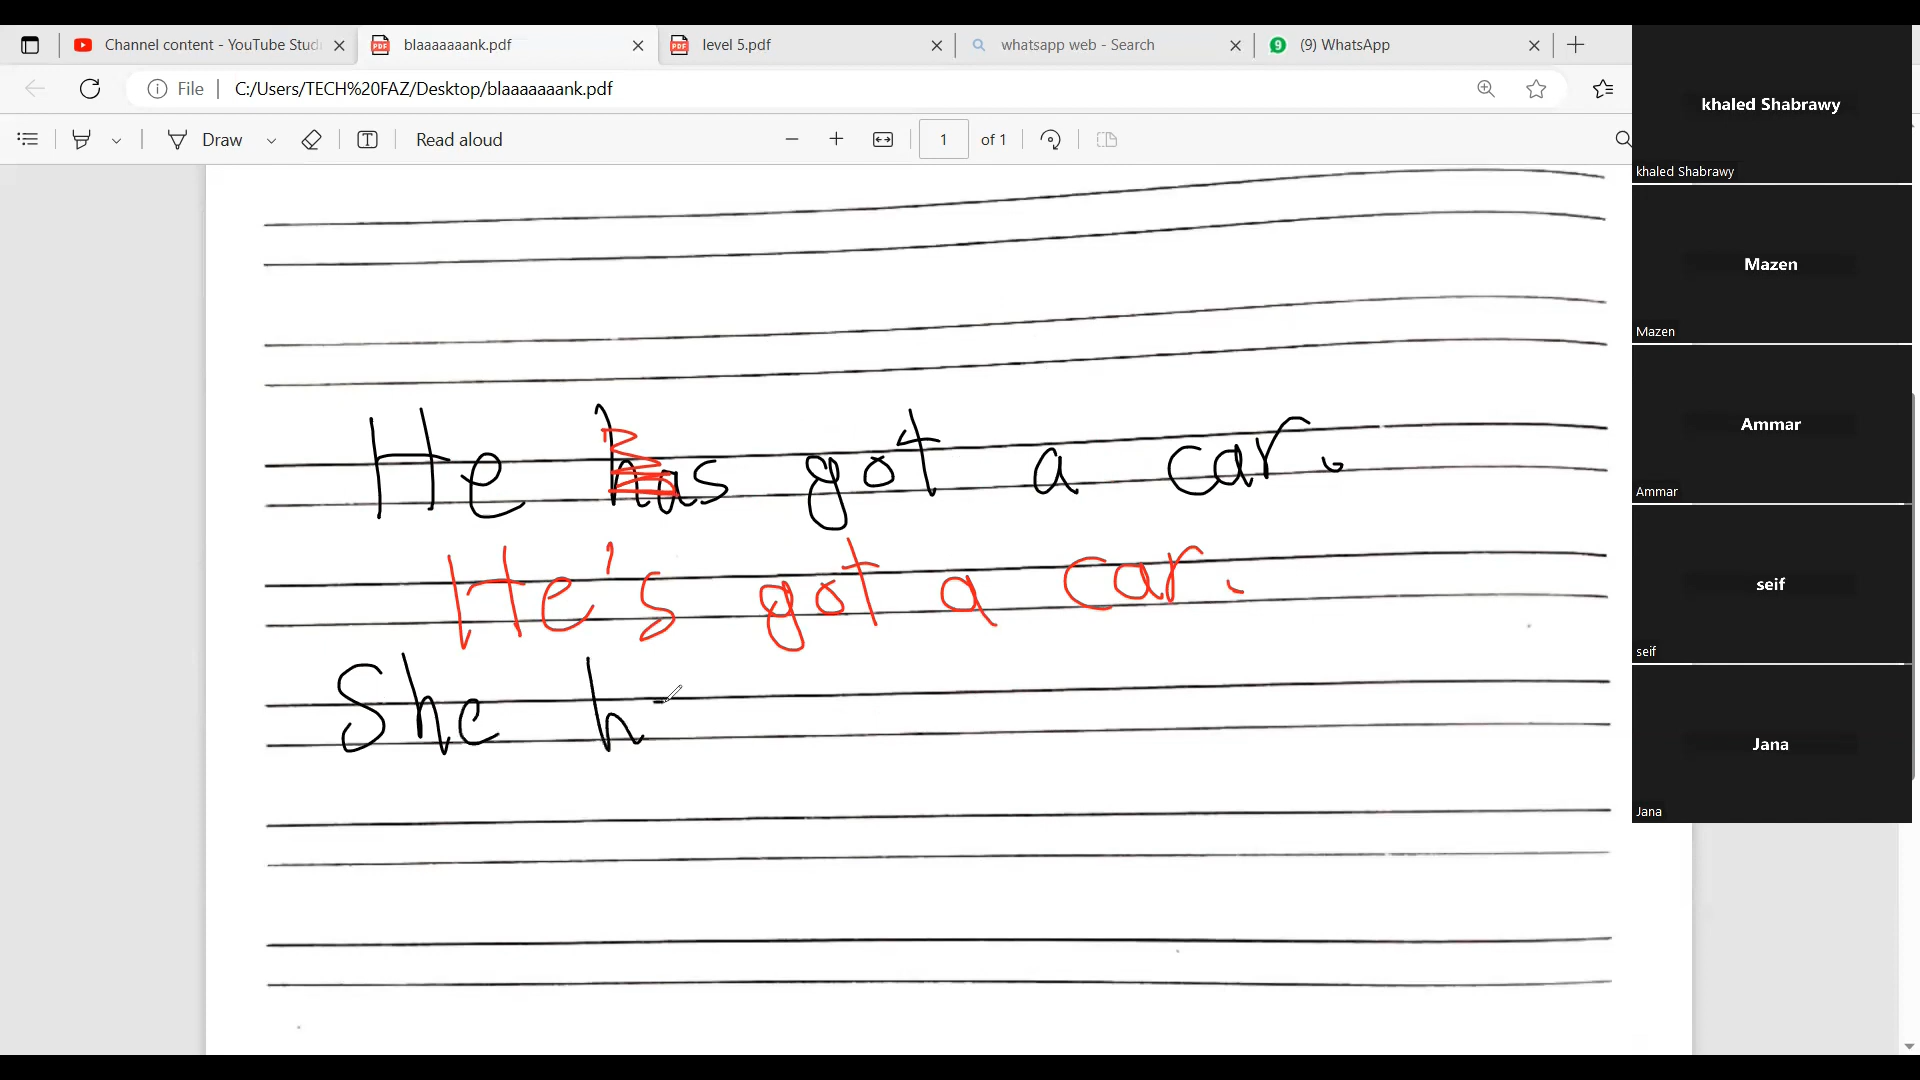 Channel content - YouTube Stud
blaaaaaaank.pdf
level 5.pdf
whatsapp web - Search
9
(9) WhatsApp
File
C:/Users/TECH%20FAZ/Desktop/blaaaaaaank.pdf
Draw
Read aloud
1
of 1
khaled Shabrawy
khaled Shabrawy
Mazen
Mazen
Ammar
Ammar
seif
seif
Jana
Jana
He has got a car.
He's got a car.
She h